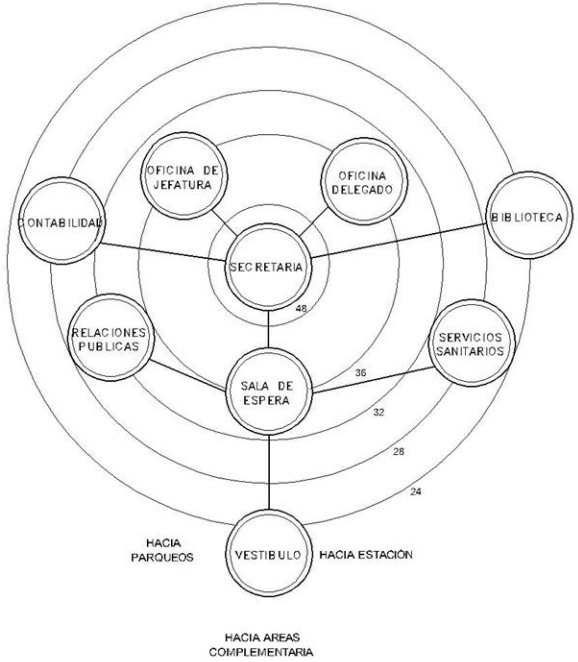 OFICINA DE
JEFATURA
OFICINA
DELEGADO
CONTABILIDAD
BIBLIOTECA
SECRETARIA
48
RELACIONES
PUBLICAS
SERVICIOS
SANITARIOS
36
SALA DE
ESPERA
32
28
24
HACIA
PARQUEOS
VESTIBULO
HACIA ESTACIÓN
HACIA AREAS
COMPLEMENTARIA